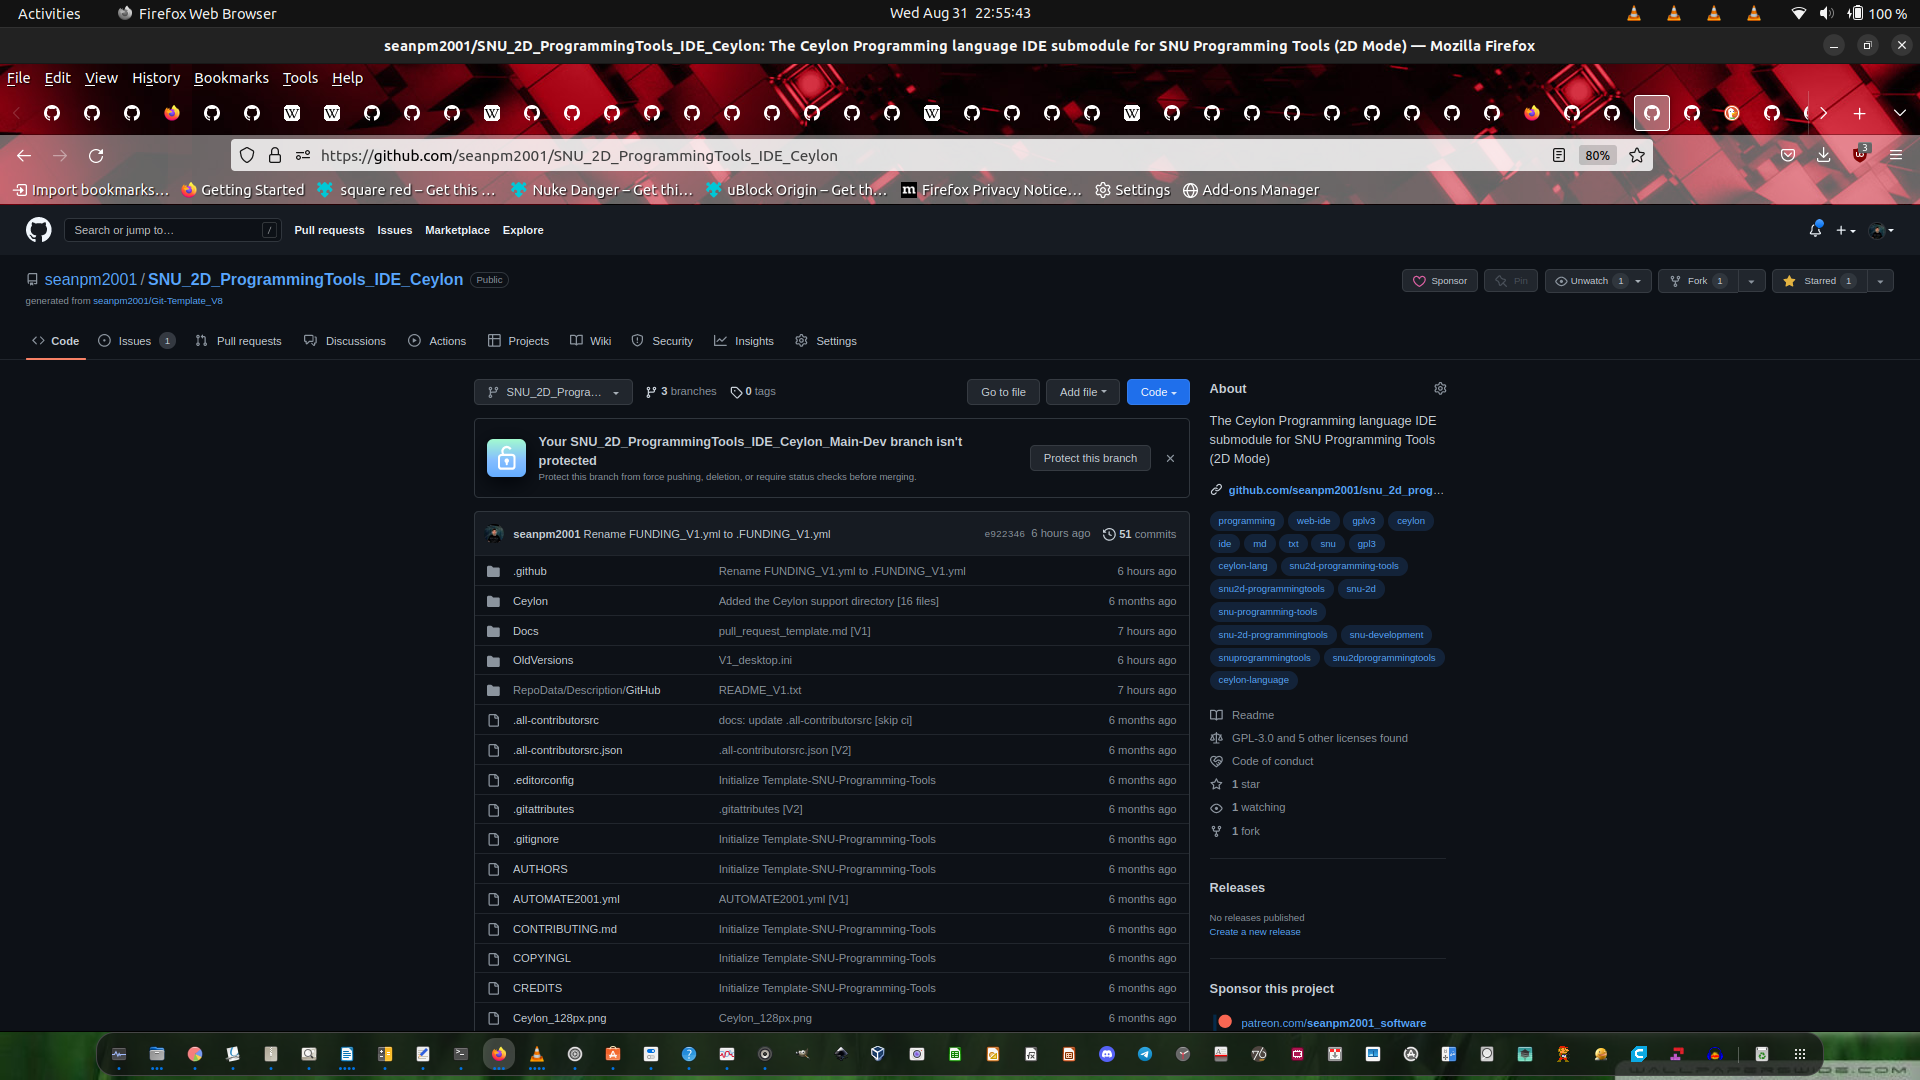 Activities
Firefox Web Browser
Wed Aug 31 22:55:43
100 %
seanpm2001/SNU_2D_ProgrammingTools_IDE_Ceylon: The Ceylon Programming language IDE submodule for SNU Programming Tools (2D Mode) — Mozilla Firefox
File Edit View History Bookmarks Tools Help
https://github.com/seanpm2001/SNU_2D_ProgrammingTools_IDE_Ceylon
80%
3
Import bookmarks…
Getting Started
square red – Get this …
Nuke Danger – Get thi…
uBlock Origin – Get th…
Firefox Privacy Notice…
Settings
Add-ons Manager
Search or jump to… /
Pull requests Issues Marketplace Explore
seanpm2001 / SNU_2D_ProgrammingTools_IDE_Ceylon Public
generated from seanpm2001/Git-Template_V8
Sponsor
Pin
Unwatch 1
Fork 1
Starred 1
Code
Issues 1
Pull requests
Discussions
Actions
Projects
Wiki
Security
Insights
Settings
SNU_2D_Progra…
3 branches
0 tags
Go to file
Add file
Code
Your SNU_2D_ProgrammingTools_IDE_Ceylon_Main-Dev branch isn't
protected
Protect this branch from force pushing, deletion, or require status checks before merging.
Protect this branch
seanpm2001 Rename FUNDING_V1.yml to .FUNDING_V1.yml e922346 6 hours ago 51 commits
.github Rename FUNDING_V1.yml to .FUNDING_V1.yml 6 hours ago
Ceylon Added the Ceylon support directory [16 files] 6 months ago
Docs pull_request_template.md [V1] 7 hours ago
OldVersions V1_desktop.ini 6 hours ago
RepoData/Description/GitHub README_V1.txt 7 hours ago
.all-contributorsrc docs: update .all-contributorsrc [skip ci] 6 months ago
.all-contributorsrc.json .all-contributorsrc.json [V2] 6 months ago
.editorconfig Initialize Template-SNU-Programming-Tools 6 months ago
.gitattributes .gitattributes [V2] 6 months ago
.gitignore Initialize Template-SNU-Programming-Tools 6 months ago
AUTHORS Initialize Template-SNU-Programming-Tools 6 months ago
AUTOMATE2001.yml AUTOMATE2001.yml [V1] 6 months ago
CONTRIBUTING.md Initialize Template-SNU-Programming-Tools 6 months ago
COPYINGL Initialize Template-SNU-Programming-Tools 6 months ago
CREDITS Initialize Template-SNU-Programming-Tools 6 months ago
Ceylon_128px.png Ceylon_128px.png 6 months ago
About
The Ceylon Programming language IDE
submodule for SNU Programming Tools
(2D Mode)
github.com/seanpm2001/snu_2d_prog…
programming web-ide gplv3 ceylon
ide md txt snu gpl3
ceylon-lang snu2d-programming-tools
snu2d-programmingtools snu-2d
snu-programming-tools
snu-2d-programmingtools snu-development
snuprogrammingtools snu2dprogrammingtools
ceylon-language
Readme
GPL-3.0 and 5 other licenses found
Code of conduct
1 star
1 watching
1 fork
Releases
No releases published
Create a new release
Sponsor this project
patreon.com/seanpm2001_software
WALLPAPERSWIDE.COM